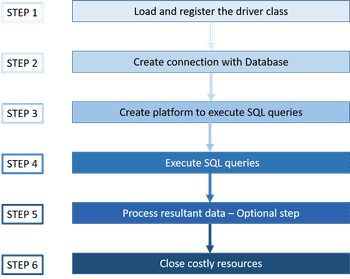 STEP 1 Load and register the driver class
STEP 2 Create connection with Database
STEP 3 Create platform to execute SQL queries
STEP 4 Execute SQL queries
STEP 5 Process resultant data – Optional step
STEP 6 Close costly resources